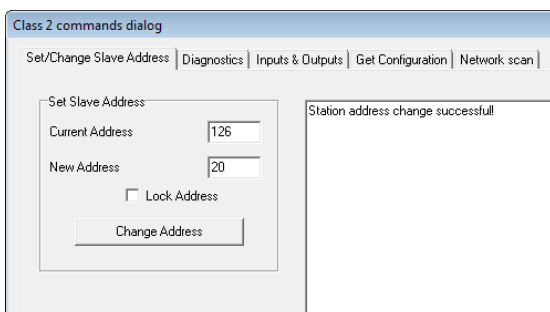 Class 2 commands dialog
Set/Change Slave Address Diagnostics Inputs & Outputs Get Configuration Network scan
Set Slave Address
Current Address 126
New Address 20
Lock Address
Change Address
Station address change successful!